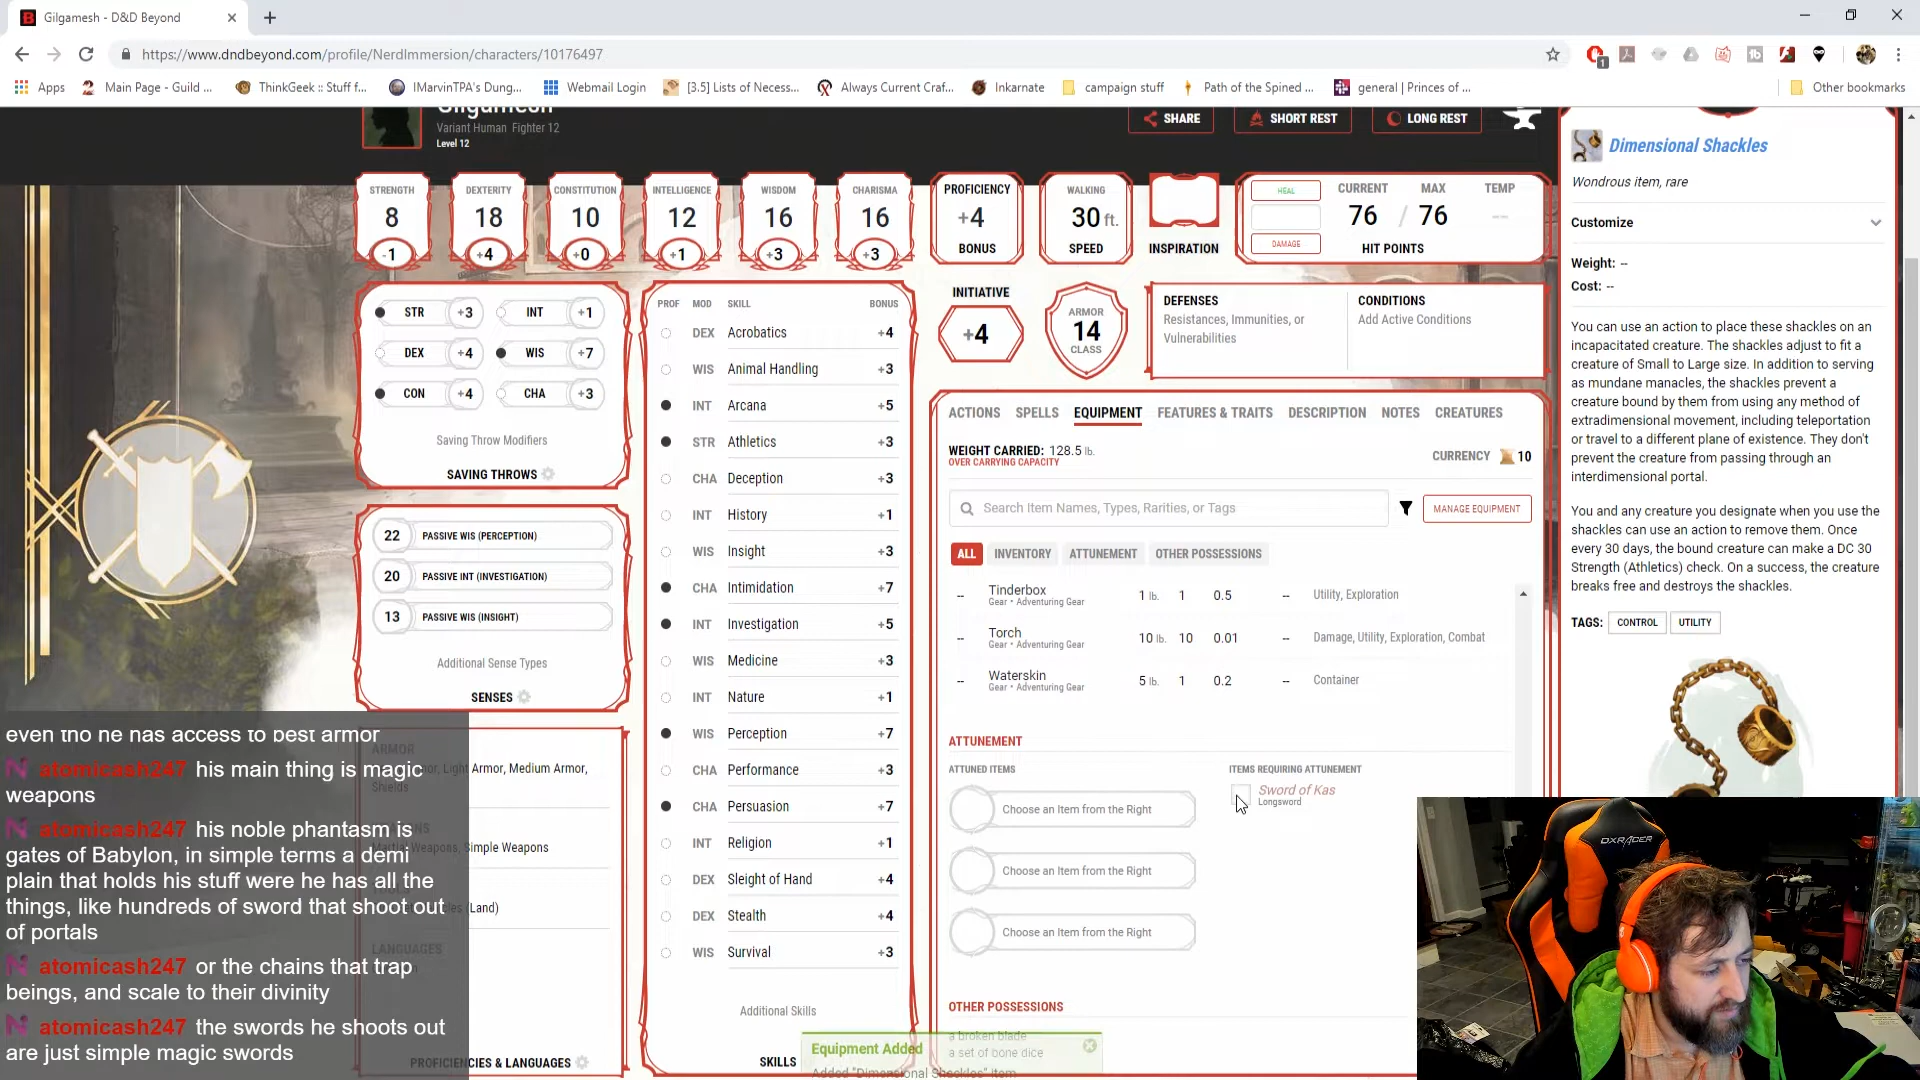 Gilgamesh - D&D Beyond
https://www.dndbeyond.com/profile/NerdImmersion/characters/10176497
Apps
Main Page - Guild ...
ThinkGeek :: Stuff f...
IMarvinTPA's Dung...
Webmail Login
[3.5] Lists of Necess...
Always Current Craf...
Inkarnate
campaign stuff
Path of the Spined ...
general | Princes of ...
Other bookmarks
Gilgamesh
Variant Human Fighter 12
Level 12
SHARE
SHORT REST
LONG REST
STRENGTH
8
-1
DEXTERITY
18
+4
CONSTITUTION
10
+0
INTELLIGENCE
12
+1
WISDOM
16
+3
CHARISMA
16
+3
PROFICIENCY
+4
BONUS
WALKING
30 ft.
SPEED
INSPIRATION
HEAL
DAMAGE
CURRENT
76
/
MAX
76
TEMP
--
HIT POINTS
STR +3
INT +1
DEX +4
WIS +7
CON +4
CHA +3
Saving Throw Modifiers
SAVING THROWS
22 PASSIVE WIS (PERCEPTION)
20 PASSIVE INT (INVESTIGATION)
13 PASSIVE WIS (INSIGHT)
Additional Sense Types
SENSES
PROF MOD SKILL BONUS
DEX Acrobatics +4
WIS Animal Handling +3
INT Arcana +5
STR Athletics +3
CHA Deception +3
INT History +1
WIS Insight +3
CHA Intimidation +7
INT Investigation +5
WIS Medicine +3
INT Nature +1
WIS Perception +7
CHA Performance +3
CHA Persuasion +7
INT Religion +1
DEX Sleight of Hand +4
DEX Stealth +4
WIS Survival +3
Additional Skills
SKILLS
INITIATIVE
+4
ARMOR
14
CLASS
DEFENSES
Resistances, Immunities, or
Vulnerabilities
CONDITIONS
Add Active Conditions
ACTIONS
SPELLS
EQUIPMENT
FEATURES & TRAITS
DESCRIPTION
NOTES
CREATURES
WEIGHT CARRIED: 128.5 lb.
OVER CARRYING CAPACITY
CURRENCY 10
Search Item Names, Types, Rarities, or Tags
MANAGE EQUIPMENT
ALL
INVENTORY
ATTUNEMENT
OTHER POSSESSIONS
-- Tinderbox 1 lb. 1 0.5 -- Utility, Exploration
Gear • Adventuring Gear
-- Torch 10 lb. 10 0.01 -- Damage, Utility, Exploration, Combat
Gear • Adventuring Gear
-- Waterskin 5 lb. 1 0.2 -- Container
Gear • Adventuring Gear
ATTUNEMENT
ATTUNED ITEMS
ITEMS REQUIRING ATTUNEMENT
Choose an Item from the Right
Choose an Item from the Right
Choose an Item from the Right
Sword of Kas
Longsword
OTHER POSSESSIONS
a broken blade
a set of bone dice
Equipment Added
Added "Dimensional Shackles" item
Dimensional Shackles
Wondrous item, rare
Customize
Weight: --
Cost: --
You can use an action to place these shackles on an
incapacitated creature. The shackles adjust to fit a
creature of Small to Large size. In addition to serving
as mundane manacles, the shackles prevent a
creature bound by them from using any method of
extradimensional movement, including teleportation
or travel to a different plane of existence. They don't
prevent the creature from passing through an
interdimensional portal.
You and any creature you designate when you use the
shackles can use an action to remove them. Once
every 30 days, the bound creature can make a DC 30
Strength (Athletics) check. On a success, the creature
breaks free and destroys the shackles.
TAGS: CONTROL UTILITY
even tho he has access to best armor
atomicash247 his main thing is magic
weapons
atomicash247 his noble phantasm is
gates of Babylon, in simple terms a demi
plain that holds his stuff were he has all the
things, like hundreds of sword that shoot out
of portals
atomicash247 or the chains that trap
beings, and scale to their divinity
atomicash247 the swords he shoots out
are just simple magic swords
ARMOR
Light Armor, Medium Armor,
Shields
Martial Weapons, Simple Weapons
(Land)
LANGUAGES
PROFICIENCIES & LANGUAGES
DXRACER